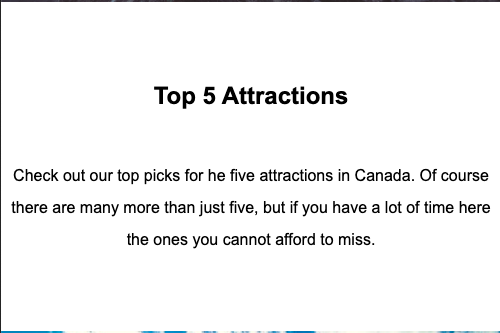 Top 5 Attractions
Check out our top picks for he five attractions in Canada. Of course
there are many more than just five, but if you have a lot of time here
the ones you cannot afford to miss.